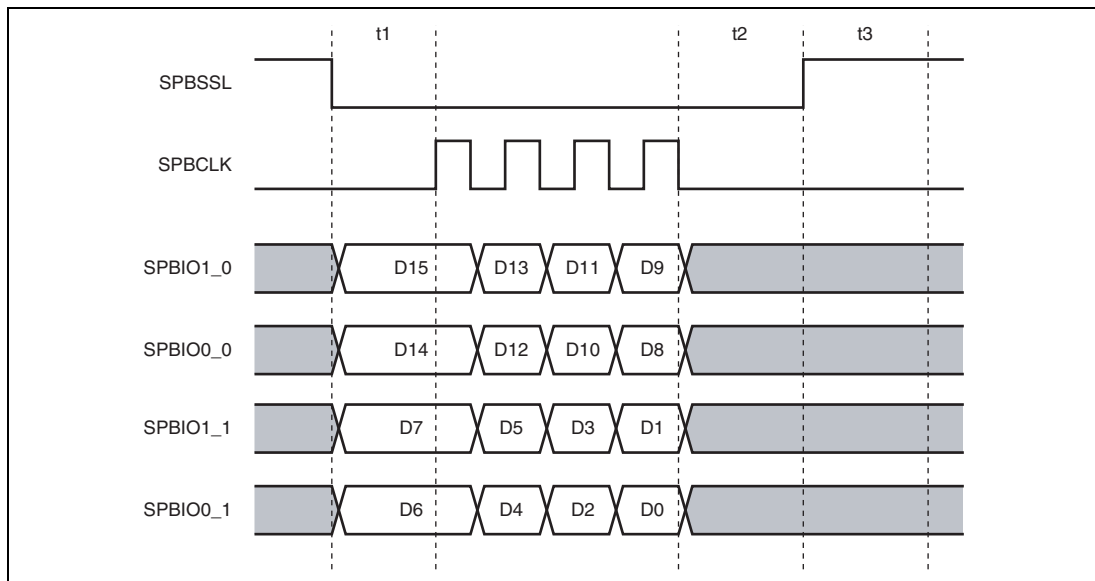 t1 t2 t3
SPBSSL
SPBCLK
SPBIO1_0 D15 D13 D11 D9
SPBIO0_0 D14 D12 D10 D8
SPBIO1_1 D7 D5 D3 D1
SPBIO0_1 D6 D4 D2 D0